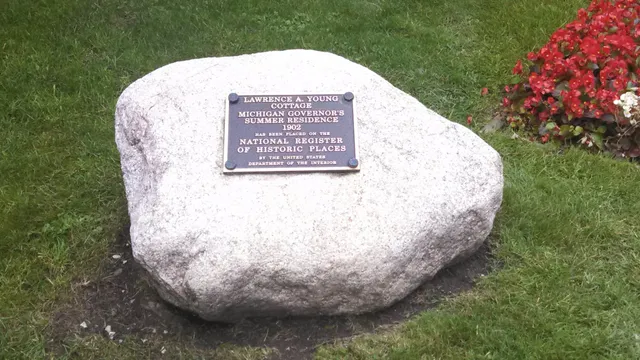 LAWRENCE A. YOUNG
COTTAGE
MICHIGAN GOVERNOR'S
SUMMER RESIDENCE
1902
HAS BEEN PLACED ON THE
NATIONAL REGISTER
OF HISTORIC PLACES
BY THE UNITED STATES
DEPARTMENT OF THE INTERIOR